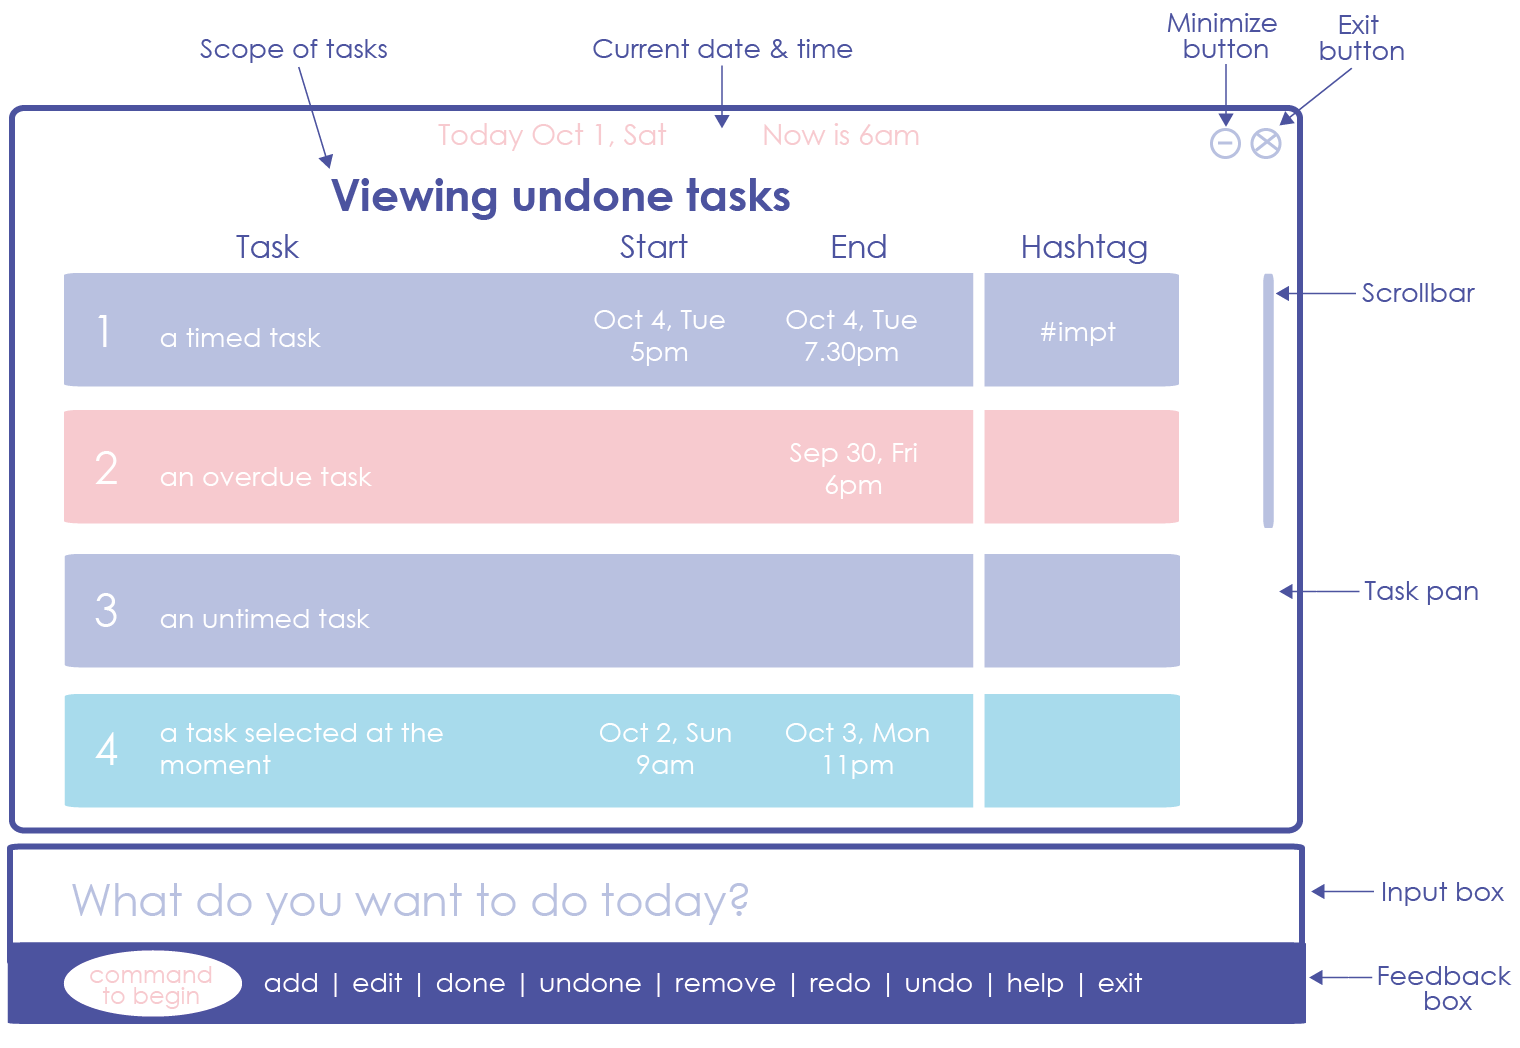 Minimize
button
Exit
button
Scope of tasks
Current date & time
Today Oct 1, Sat
Now is 6am
Viewing undone tasks
Task
Start
End
Hashtag
1
a timed task
Oct 4, Tue
5pm
Oct 4, Tue
7.30pm
#impt
Scrollbar
2
an overdue task
Sep 30, Fri
6pm
3
an untimed task
Task pan
4
a task selected at the
moment
Oct 2, Sun
9am
Oct 3, Mon
11pm
What do you want to do today?
Input box
command
to begin
add | edit | done | undone | remove | redo | undo | help | exit
Feedback
box